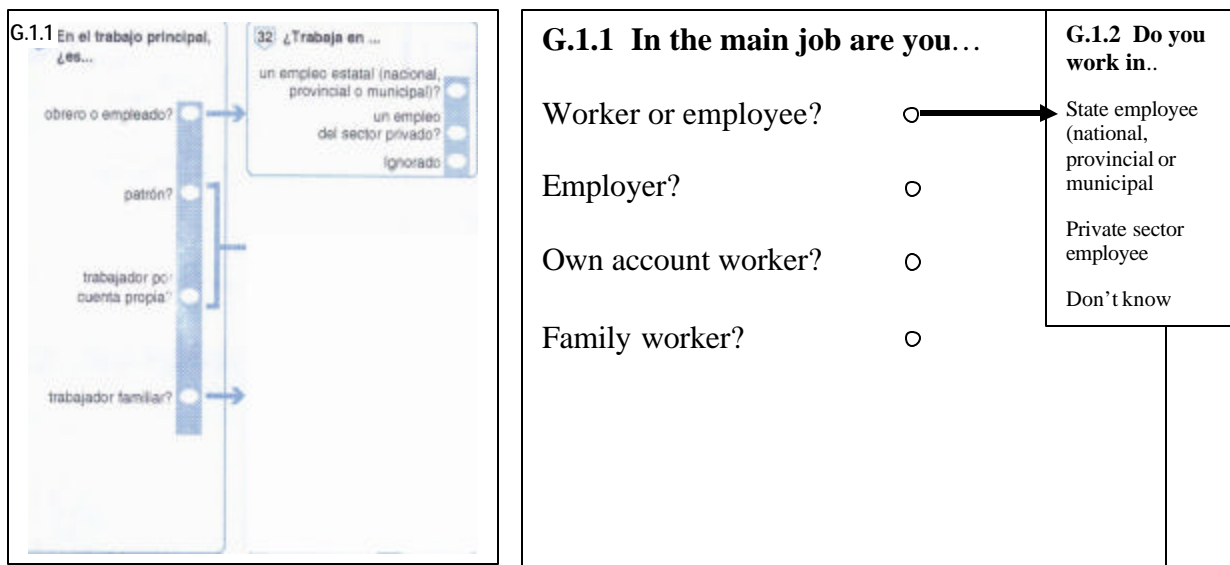 G.1.1 En el trabajo principal,
¿es...
obrero o empleado?
patrón?
trabajador por
cuenta propia?
trabajador familiar?
32 ¿Trabaja en ...
un empleo estatal (nacional,
provincial o municipal)?
un empleo
del sector privado?
Ignorado
G.1.1 In the main job are you…
Worker or employee?
Employer?
Own account worker?
Family worker?
G.1.2 Do you
work in..
State employee
(national,
provincial or
municipal
Private sector
employee
Don't know